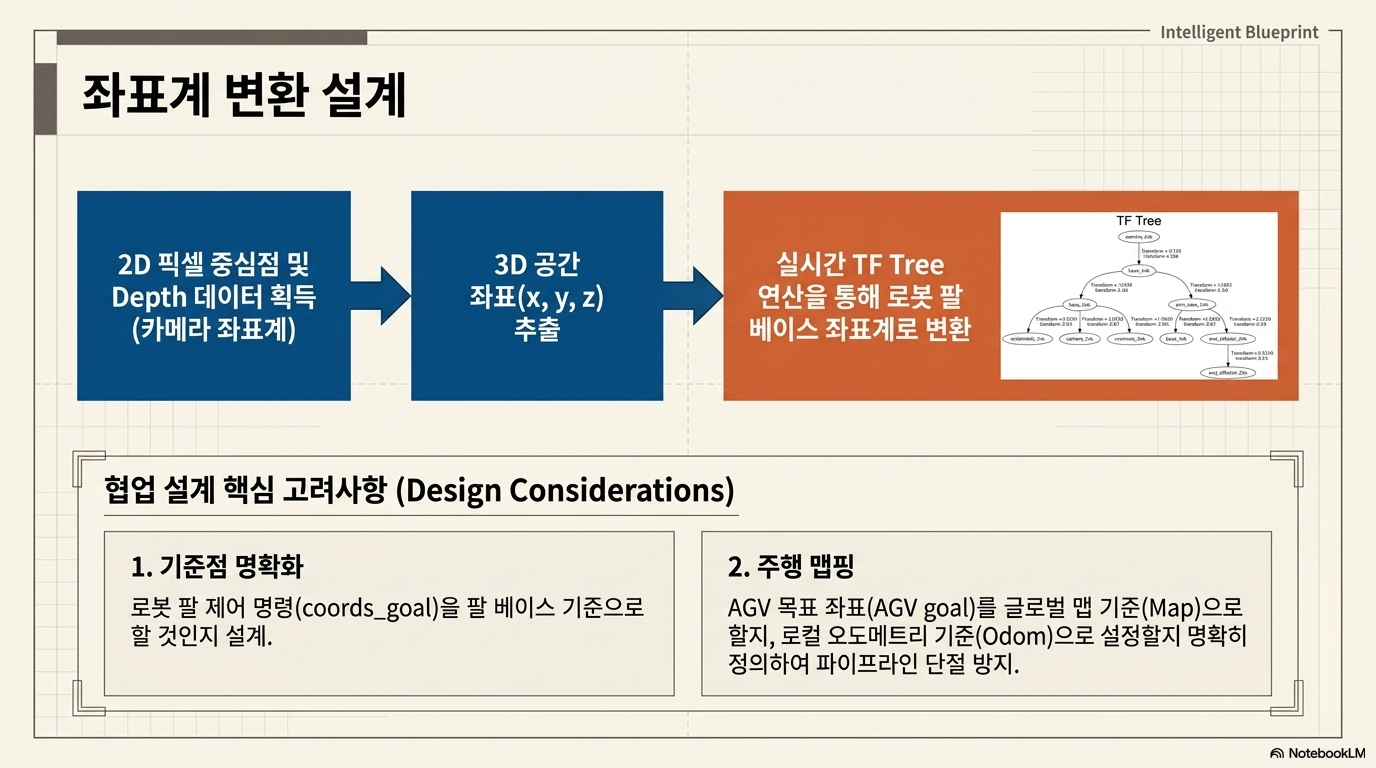 Intelligent Blueprint
좌표계 변환 설계
2D 픽셀 중심점 및
Depth 데이터 획득
(카메라 좌표계)
3D 공간
좌표(x, y, z)
추출
실시간 TF Tree
연산을 통해 로봇 팔
베이스 좌표계로 변환
TF Tree
협업 설계 핵심 고려사항 (Design Considerations)
1. 기준점 명확화
로봇 팔 제어 명령(coords_goal)을 팔 베이스 기준으로
할 것인지 설계.
2. 주행 맵핑
AGV 목표 좌표(AGV goal)를 글로벌 맵 기준(Map)으로
할지, 로컬 오도메트리 기준(Odom)으로 설정할지 명확히
정의하여 파이프라인 단절 방지.
NotebookLM